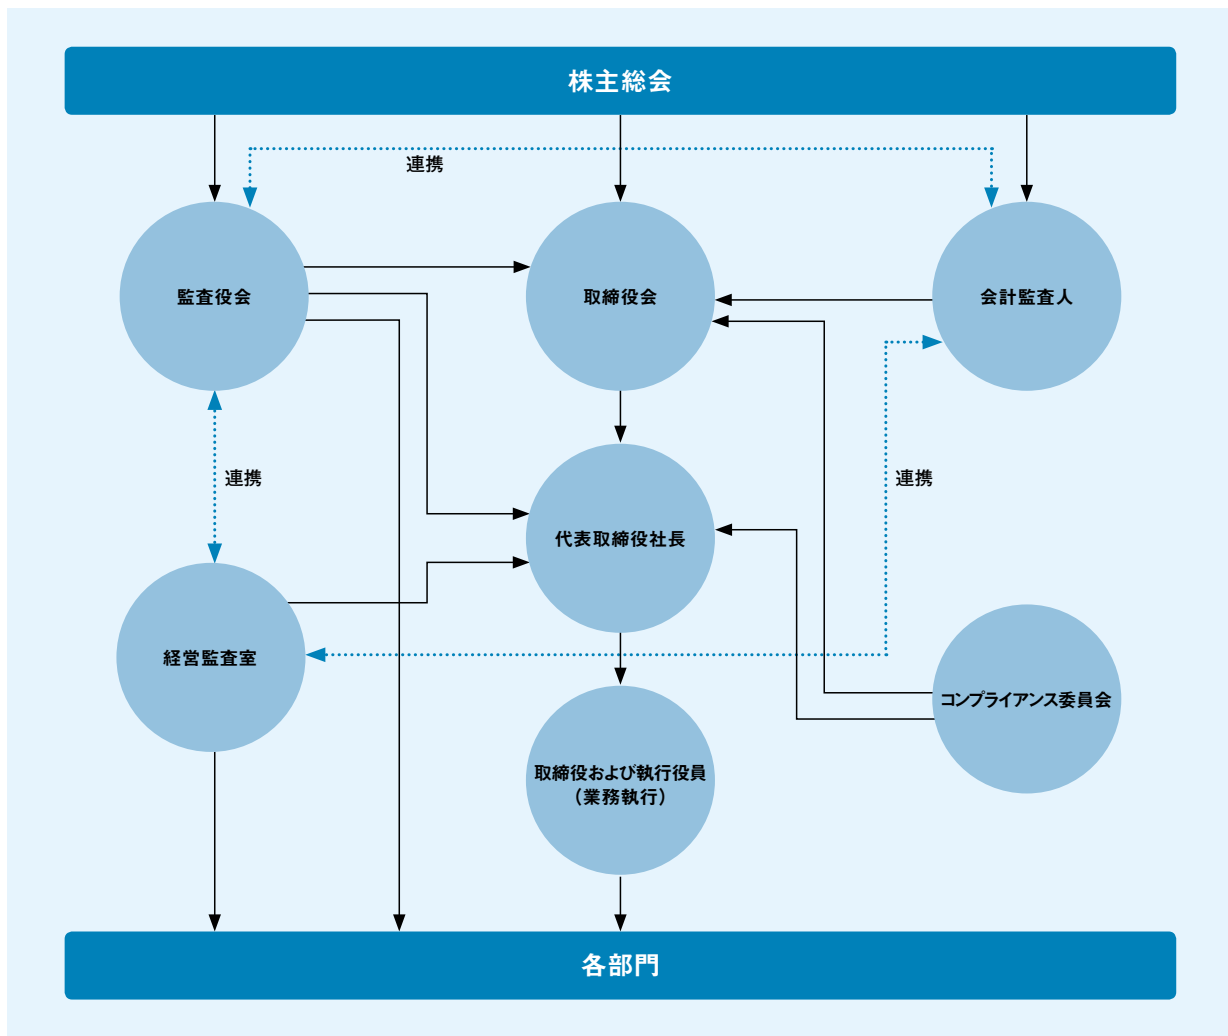 株主総会
連携
監査役会
取締役会
会計監査人
連携
連携
代表取締役社長
経営監査室
コンプライアンス委員会
取締役および執行役員
（業務執行）
各部門